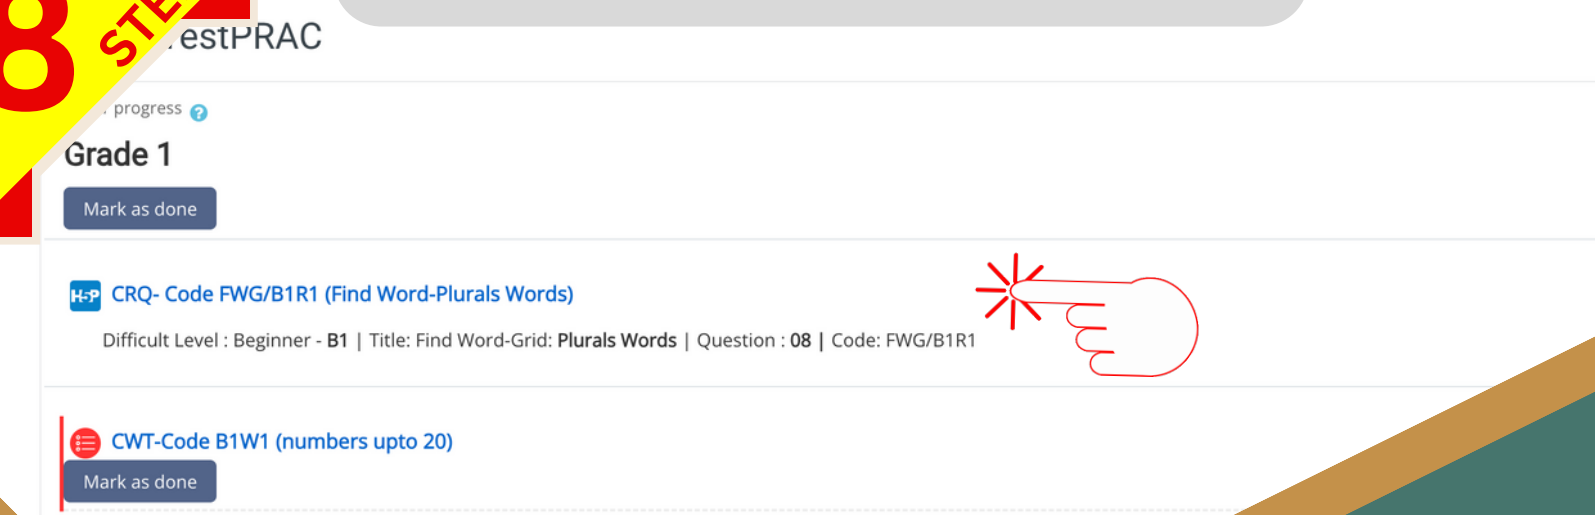 8
estPRAC
progress ?
Grade 1
Mark as done
H5P CRQ- Code FWG/B1R1 (Find Word-Plurals Words)
Difficult Level : Beginner - B1 | Title: Find Word-Grid: Plurals Words | Question : 08 | Code: FWG/B1R1
CWT-Code B1W1 (numbers upto 20)
Mark as done